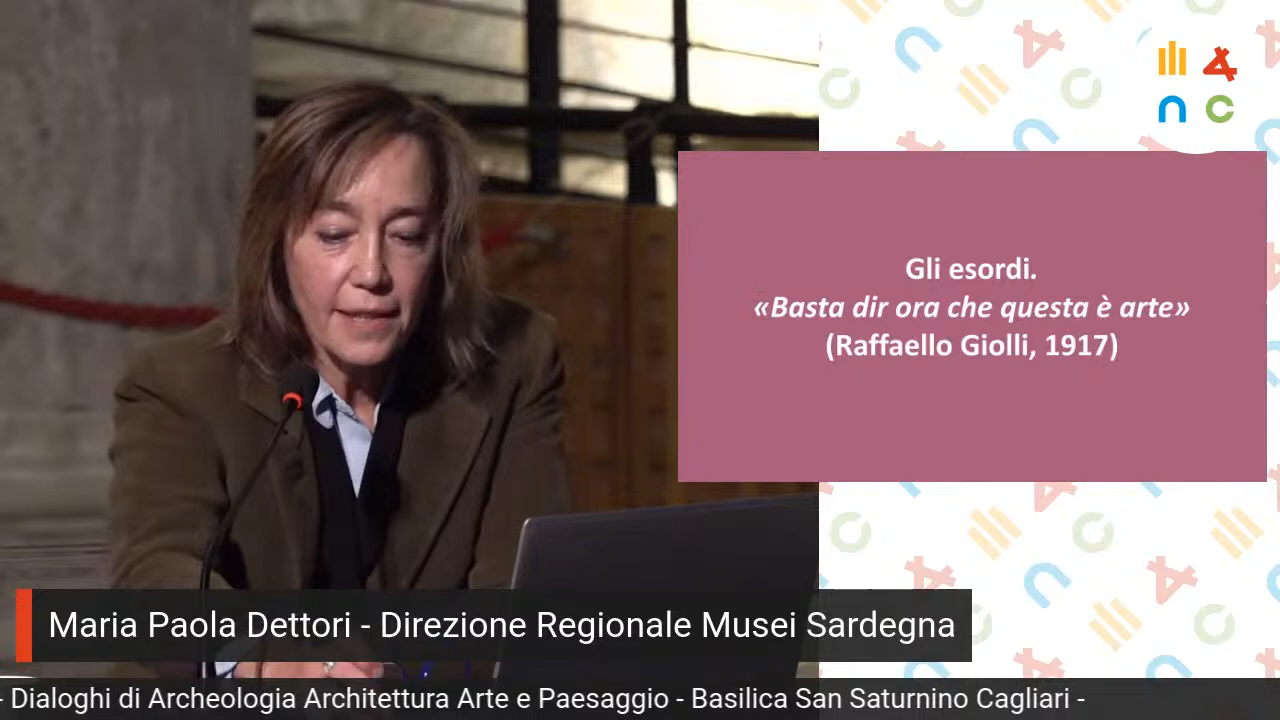 Gli esordi.
«Basta dir ora che questa è arte»
(Raffaello Giolli, 1917)
Maria Paola Dettori - Direzione Regionale Musei Sardegna
- Dialoghi di Archeologia Architettura Arte e Paesaggio - Basilica San Saturnino Cagliari -